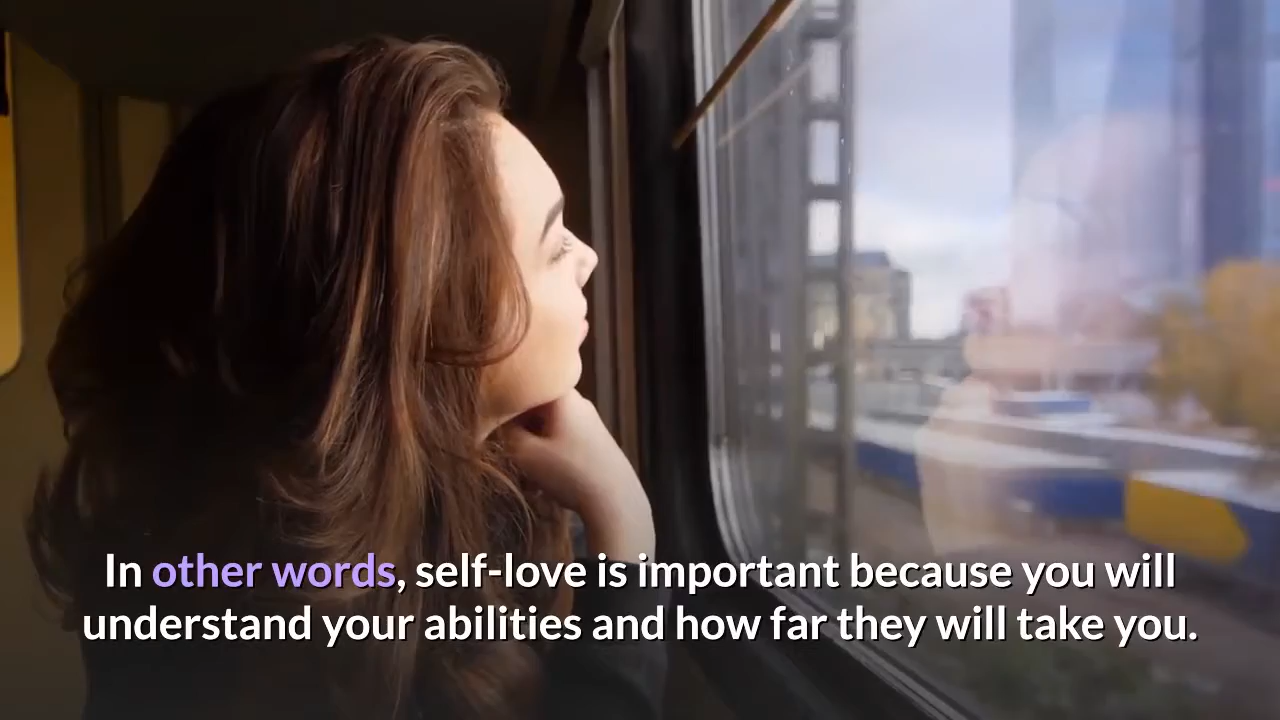 In other words, self-love is important because you will
understand your abilities and how far they will take you.